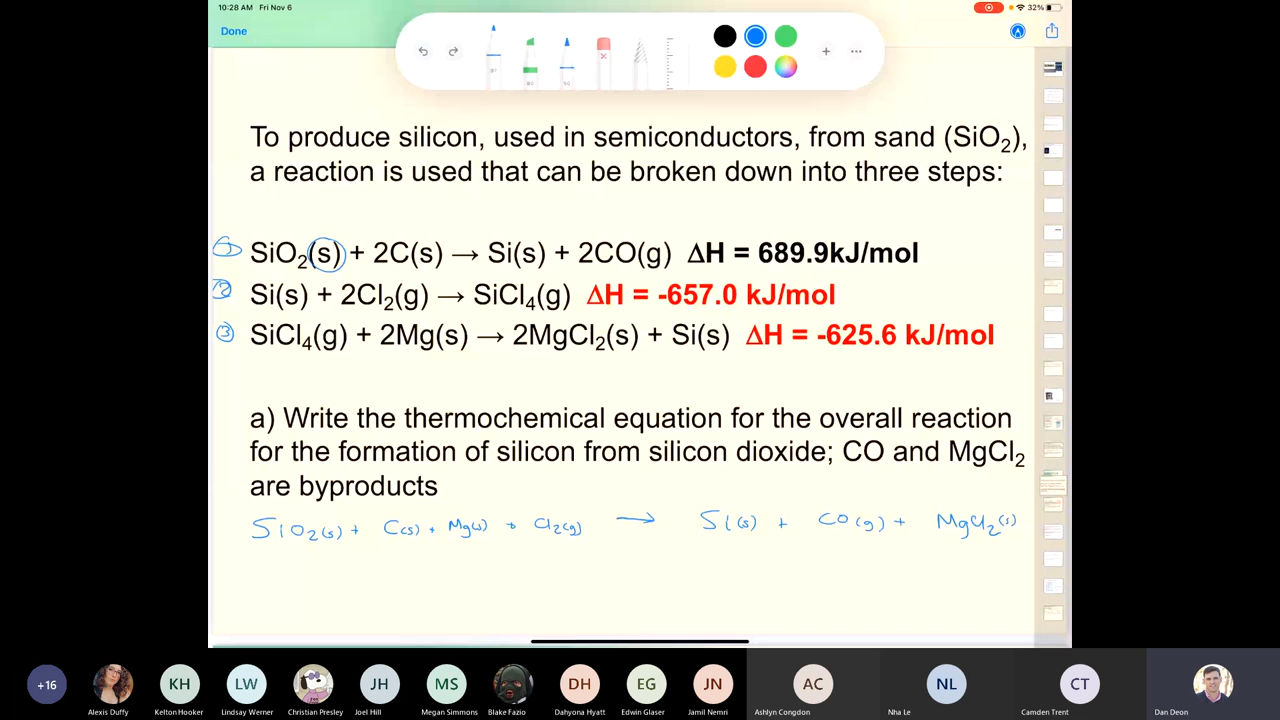 10:28 AM Fri Nov 6
32%
Done
To produce silicon, used in semiconductors, from sand (SiO₂),
a reaction is used that can be broken down into three steps:
① SiO₂(s) + 2C(s) → Si(s) + 2CO(g) ΔH = 689.9kJ/mol
② Si(s) + 2Cl₂(g) → SiCl₄(g) ΔH = -657.0 kJ/mol
③ SiCl₄(g) + 2Mg(s) → 2MgCl₂(s) + Si(s) ΔH = -625.6 kJ/mol
a) Write the thermochemical equation for the overall reaction
for the formation of silicon from silicon dioxide; CO and MgCl₂
are byproducts
SiO₂(s) + C(s) + Mg(s) + Cl₂(g) → Si(s) + CO(g) + MgCl₂(s)
+16 KH LW JH MS DH EG JN AC NL CT
Alexis Duffy Kelton Hooker Lindsay Werner Christian Presley Joel Hill Megan Simmons Blake Fazio Dahyona Hyatt Edwin Glaser Jamil Nemri Ashlyn Congdon Nha Le Camden Trent Dan Deon